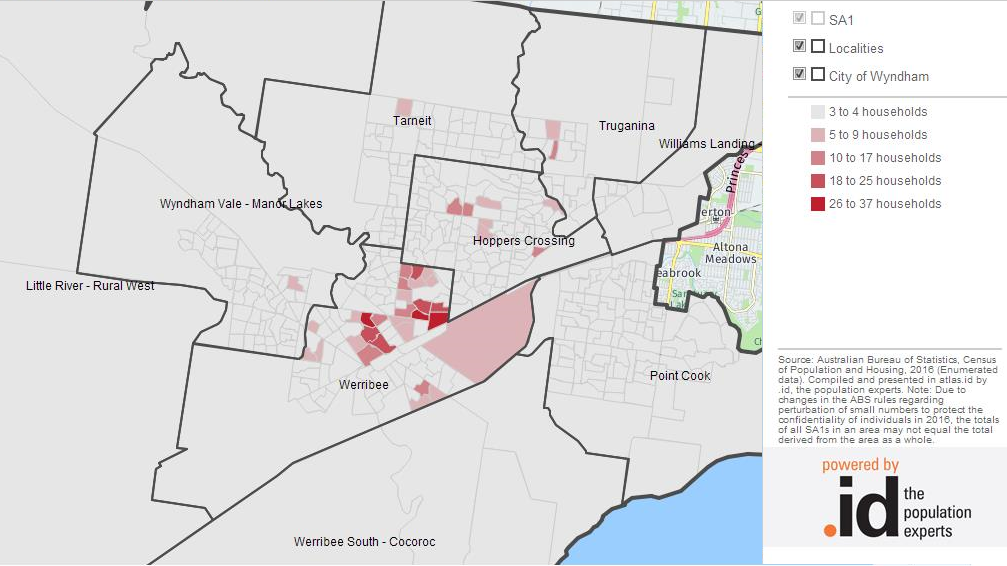 SA1
Localities
City of Wyndham
3 to 4 households
5 to 9 households
10 to 17 households
18 to 25 households
26 to 37 households
Tarneit
Truganina
Williams Landing
Princes
Wyndham Vale - Manor Lakes
erton
Hoppers Crossing
Altona
Meadows
eabrook
Little River - Rural West
Point Cook
Werribee
Werribee South - Cocoroc
Source: Australian Bureau of Statistics, Census
of Population and Housing, 2016 (Enumerated
data). Compiled and presented in atlas.id by
.id, the population experts. Note: Due to
changes in the ABS rules regarding
perturbation of small numbers to protect the
confidentiality of individuals in 2016, the totals
of all SA1s in an area may not equal the total
derived from the area as a whole.
powered by
.id the
population
experts